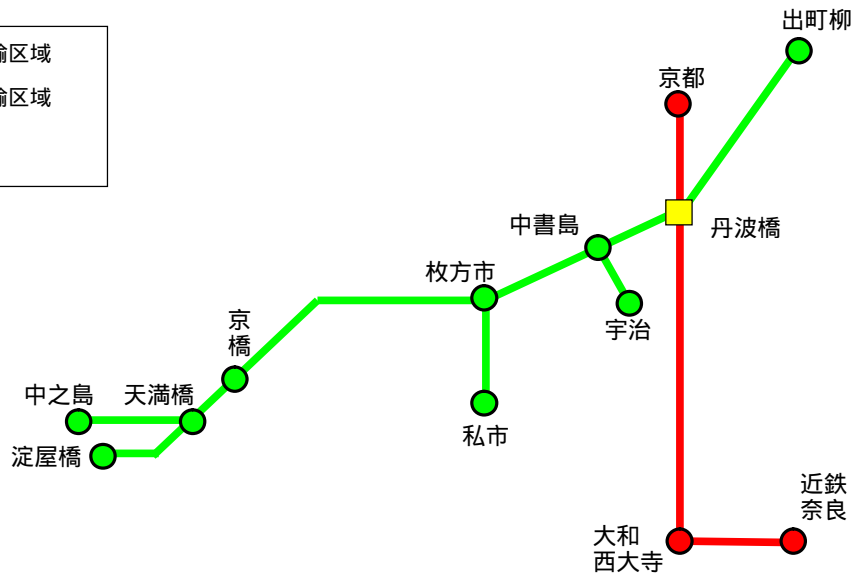 輸区域
輸区域
出町柳
京都
丹波橋
中書島
枚方市
宇治
京
橋
中之島
天満橋
淀屋橋
私市
近鉄
奈良
大和
西大寺